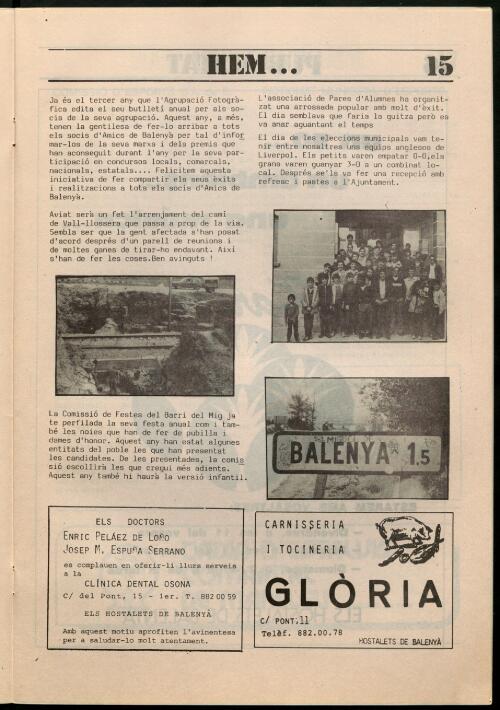 HEM...
15
Ja és el tercer any que l'Agrupació Fotogrà-
fica edita el seu butlletí anual per als so-
cis de la seva agrupació. Aquest any, a més,
tenen la gentilesa de fer-lo arribar a tots
els socis d'Amics de Balenyà per tal d'infor
mar-los de la seva marxa i dels premis que
han aconseguit durant l'any per la seva par-
ticipació en concursos locals, comarcals,
nacionals, estatals.... Felicitem aquesta
iniciativa de fer compartir els seus èxits
i realitzacions a tots els socis d'Amics de
Balenyà.
Aviat serà un fet l'arrenjament del camí
de Vall-llossera que passa a prop de la via.
Sembla ser que la gent afectada s'han posat
d'acord després d'un parell de reunions i
de moltes ganes de tirar-ho endavant. Així
s'han de fer les coses.Ben avinguts !
La Comissió de Festes del Barri del Mig ja
te perfilada la seva festa anual com i tam-
bé les noies que han de fer de pubilla i
dames d'honor. Aquest any han estat algunes
entitats del poble les que han presentat
les candidates. De les presentades, la comis
sió escollirà les que cregui més adients.
Aquest any també hi haurà la versió infantil.
L'associació de Pares d'Alumnes ha organit-
zat una arrossada popular amb molt d'èxit.
El dia semblava que faria la guitza però es
va anar aguantant el temps
El dia de les eleccions municipals vam te-
nir entre nosaltres uns equips anglesos de
Liverpol. Els petits varen empatar 0-0,els
grans varen guanyar 3-0 a un combinat lo-
cal. Després se'ls va fer una recepció amb
refresc i pastes a l'Ajuntament.
BALENYA 1.5
ELS DOCTORS
ENRIC PELÁEZ DE LOÑO
JOSEP M. ESPUÑA SERRANO
es complauen en oferir-li llurs serveis
a la
CLÍNICA DENTAL OSONA
C/ del Pont, 15 - 1er. T. 882 00 59
ELS HOSTALETS DE BALENYÀ
Amb aquest motiu aprofiten l'avinentesa
per a saludar-lo molt atentament.
CARNISSERIA
I TOCINERIA
GLÒRIA
C/ PONT,11
Telèf. 882.00.78
HOSTALETS DE BALENYÀ